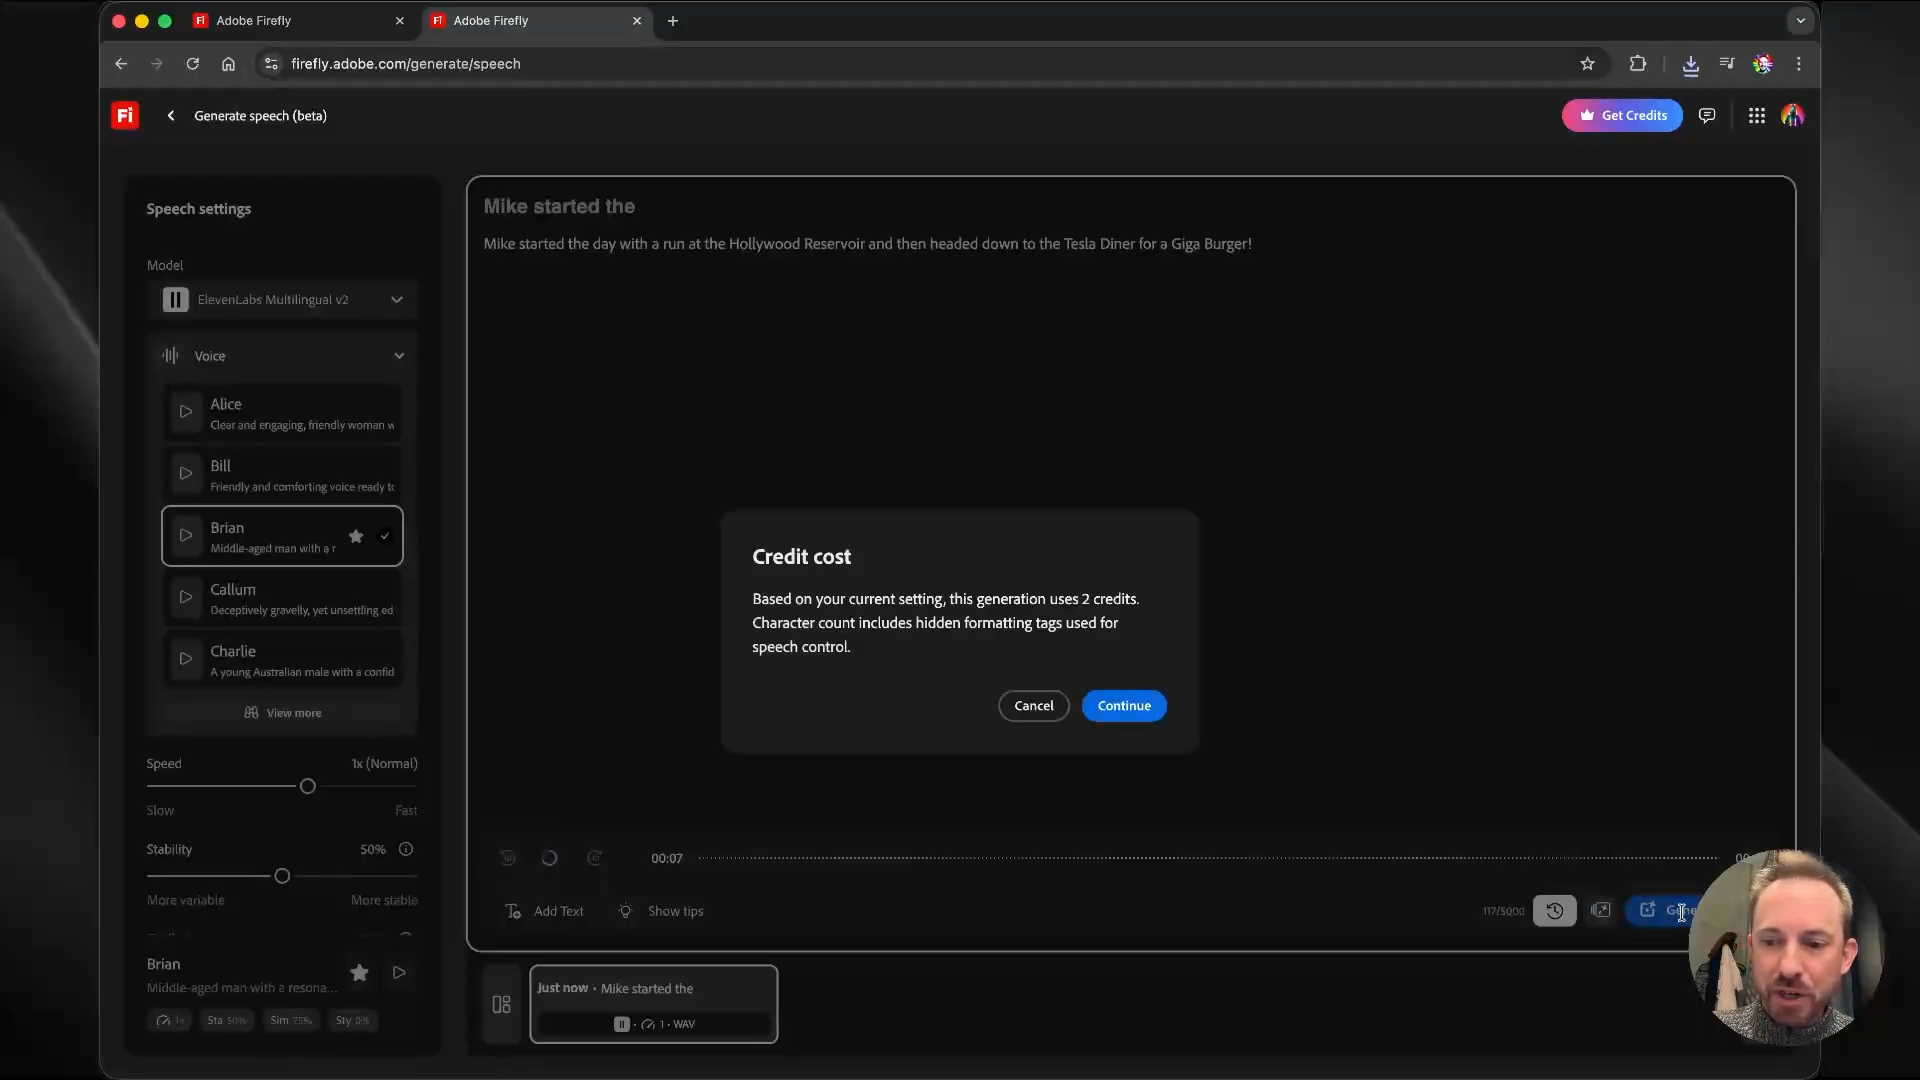 Adobe Firefly
Adobe Firefly
firefly.adobe.com/generate/speech
Fi
Generate speech (beta)
Get Credits
Speech settings
Model
ElevenLabs Multilingual v2
Voice
Alice
Clear and engaging, friendly woman w
Bill
Friendly and comforting voice ready to
Brian
Middle-aged man with a r
Callum
Deceptively gravelly, yet unsettling ed
Charlie
A young Australian male with a confid
View more
Speed
1x (Normal)
Slow
Fast
Stability
50%
More variable
More stable
Brian
Middle-aged man with a resona...
1x
Sta 50%
Sim 75%
Sty 0%
Mike started the
Mike started the day with a run at the Hollywood Reservoir and then headed down to the Tesla Diner for a Giga Burger!
Credit cost
Based on your current setting, this generation uses 2 credits.
Character count includes hidden formatting tags used for
speech control.
Cancel
Continue
00:07
Add Text
Show tips
117/5000
Just now · Mike started the
1 · WAV